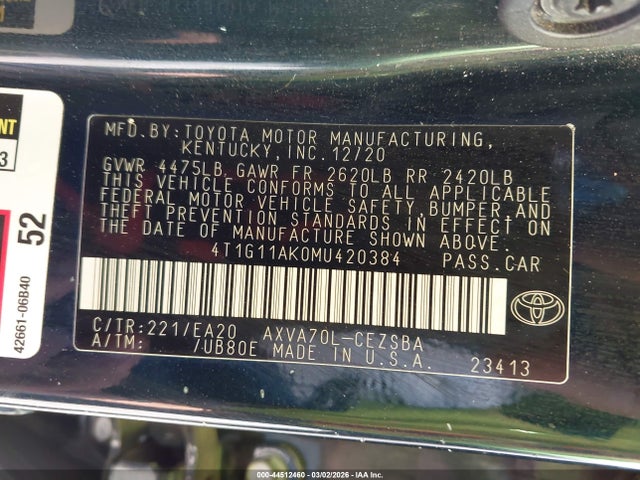 MFD.BY:TOYOTA MOTOR MANUFACTURING,
KENTUCKY, INC. 12/20
GVWR 4475LB, GAWR FR 2620LB RR 2420LB
THIS VEHICLE CONFORMS TO ALL APPLICABLE
FEDERAL MOTOR VEHICLE SAFETY, BUMPER, AND
THEFT PREVENTION STANDARDS IN EFFECT ON
THE DATE OF MANUFACTURE SHOWN ABOVE.
4T1G11AK0MU420384 PASS.CAR
C/TR:221/EA20 AXVA70L-CEZSBA
A/TM: 7UB80E MADE IN U.S.A.
23413
52
42661-06B40
000-44512460 - 03/02/2026 - IAA Inc.